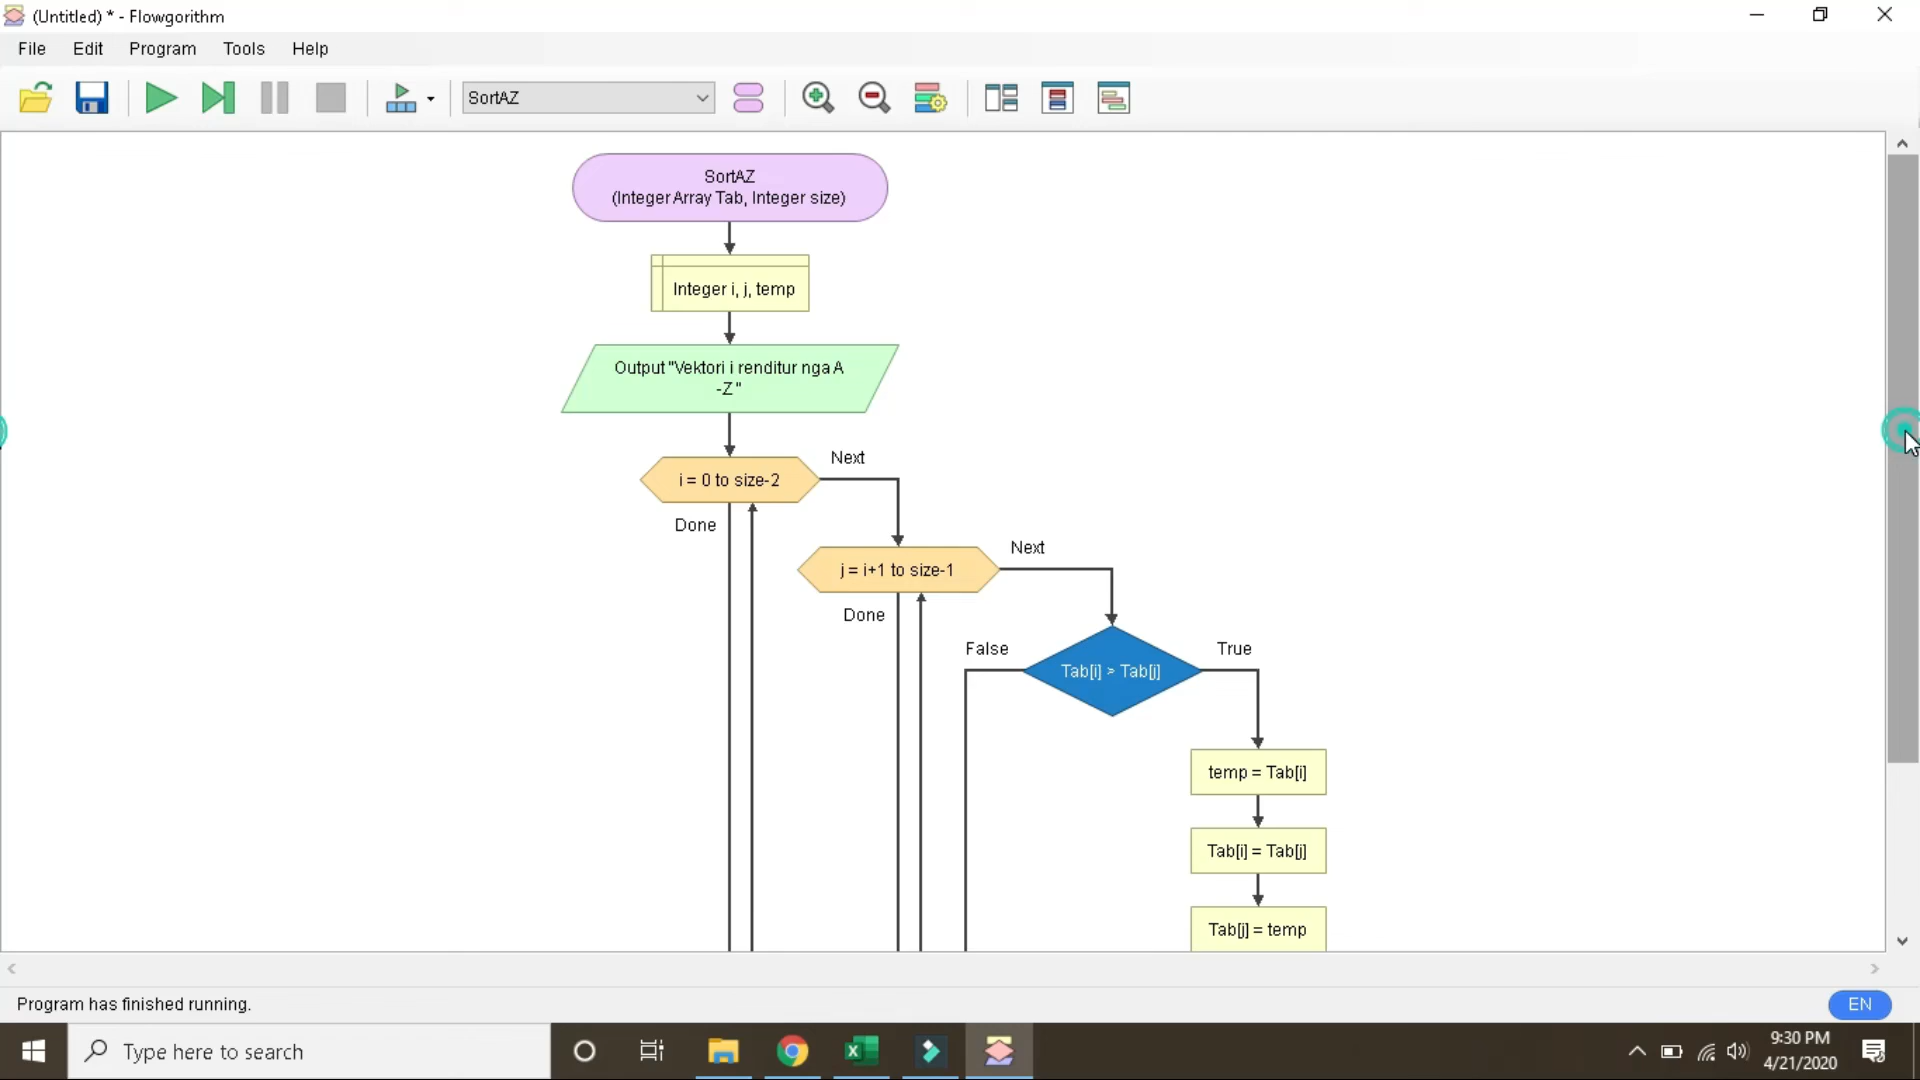 (Untitled) * - Flowgorithm
File Edit Program Tools Help
SortAZ
SortAZ
(Integer Array Tab, Integer size)
Integer i, j, temp
Output "Vektori i renditur nga A
-Z "
i = 0 to size-2
Next
Done
j = i+1 to size-1
Next
Done
False
True
Tab[i] > Tab[j]
temp = Tab[i]
Tab[i] = Tab[j]
Tab[j] = temp
Program has finished running.
EN
Type here to search
9:30 PM
4/21/2020